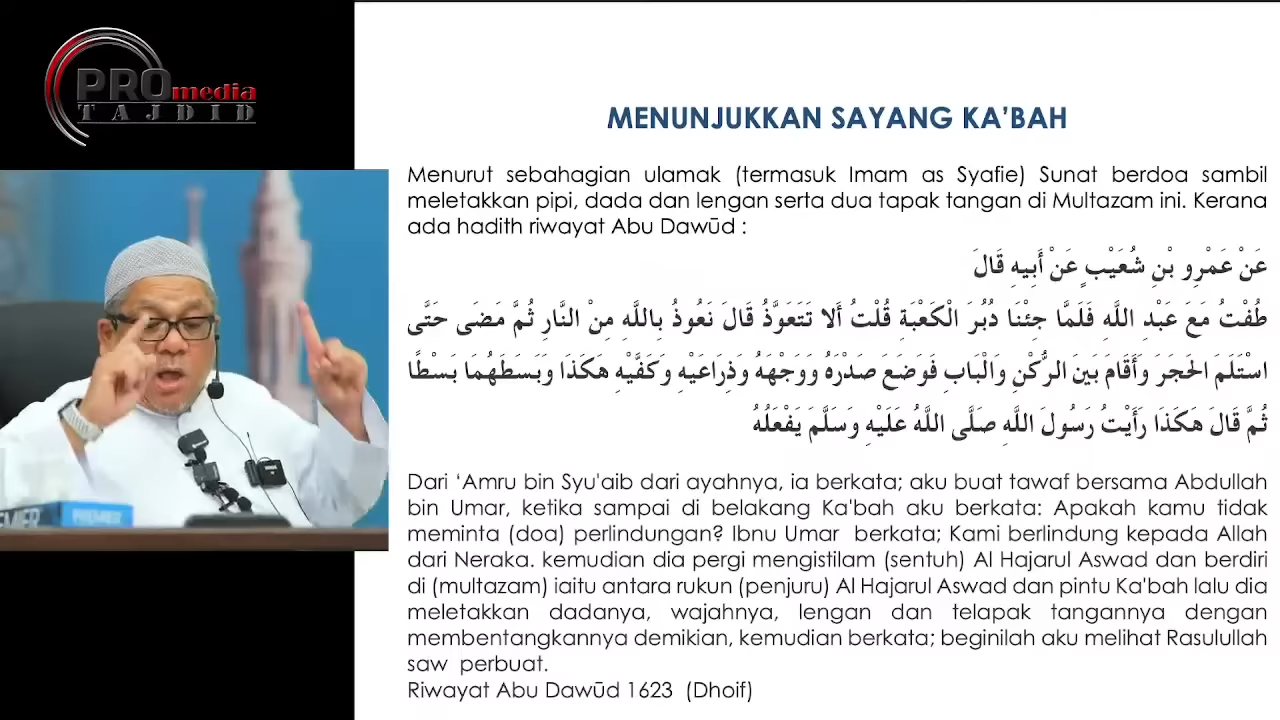 PROmedia
TAJDID
MENUNJUKKAN SAYANG KA'BAH
Menurut sebahagian ulamak (termasuk Imam as Syafie) Sunat berdoa sambil
meletakkan pipi, dada dan lengan serta dua tapak tangan di Multazam ini. Kerana
ada hadith riwayat Abu Dawūd :
عَنْ عَمْرِو بْنِ شُعَيْبٍ عَنْ أَبِيهِ قَالَ
طُفْتُ مَعَ عَبْدِ اللَّهِ فَلَمَّا جِئْنَا دُبُرَ الْكَعْبَةِ قُلْتُ أَلا تَتَعَوَّذُ قَالَ نَعُوذُ بِاللَّهِ مِنْ النَّارِ ثُمَّ مَضَى حَتَّى
اسْتَلَمَ الحَجَرَ وَأَقَامَ بَيْنَ الرُّكْنِ وَالْبَابِ فَوَضَعَ صَدْرَهُ وَوَجْهَهُ وَذِرَاعَيْهِ وَكَفَّيْهِ هكَذَا وَبَسَطَهُمَا بَسْطًا
ثُمَّ قَالَ هَكَذَا رَأَيْتُ رَسُولَ اللَّهِ صَلَّى اللَّهُ عَلَيْهِ وَسَلَّمَ يَفْعَلُهُ
Dari ‘Amru bin Syu'aib dari ayahnya, ia berkata; aku buat tawaf bersama Abdullah
bin Umar, ketika sampai di belakang Ka'bah aku berkata: Apakah kamu tidak
meminta (doa) perlindungan? Ibnu Umar berkata; Kami berlindung kepada Allah
dari Neraka. kemudian dia pergi mengistilam (sentuh) Al Hajarul Aswad dan berdiri
di (multazam) iaitu antara rukun (penjuru) Al Hajarul Aswad dan pintu Ka'bah lalu dia
meletakkan dadanya, wajahnya, lengan dan telapak tangannya dengan
membentangkannya demikian, kemudian berkata; beginilah aku melihat Rasulullah
saw perbuat.
Riwayat Abu Dawūd 1623 (Dhoif)
PREMIER